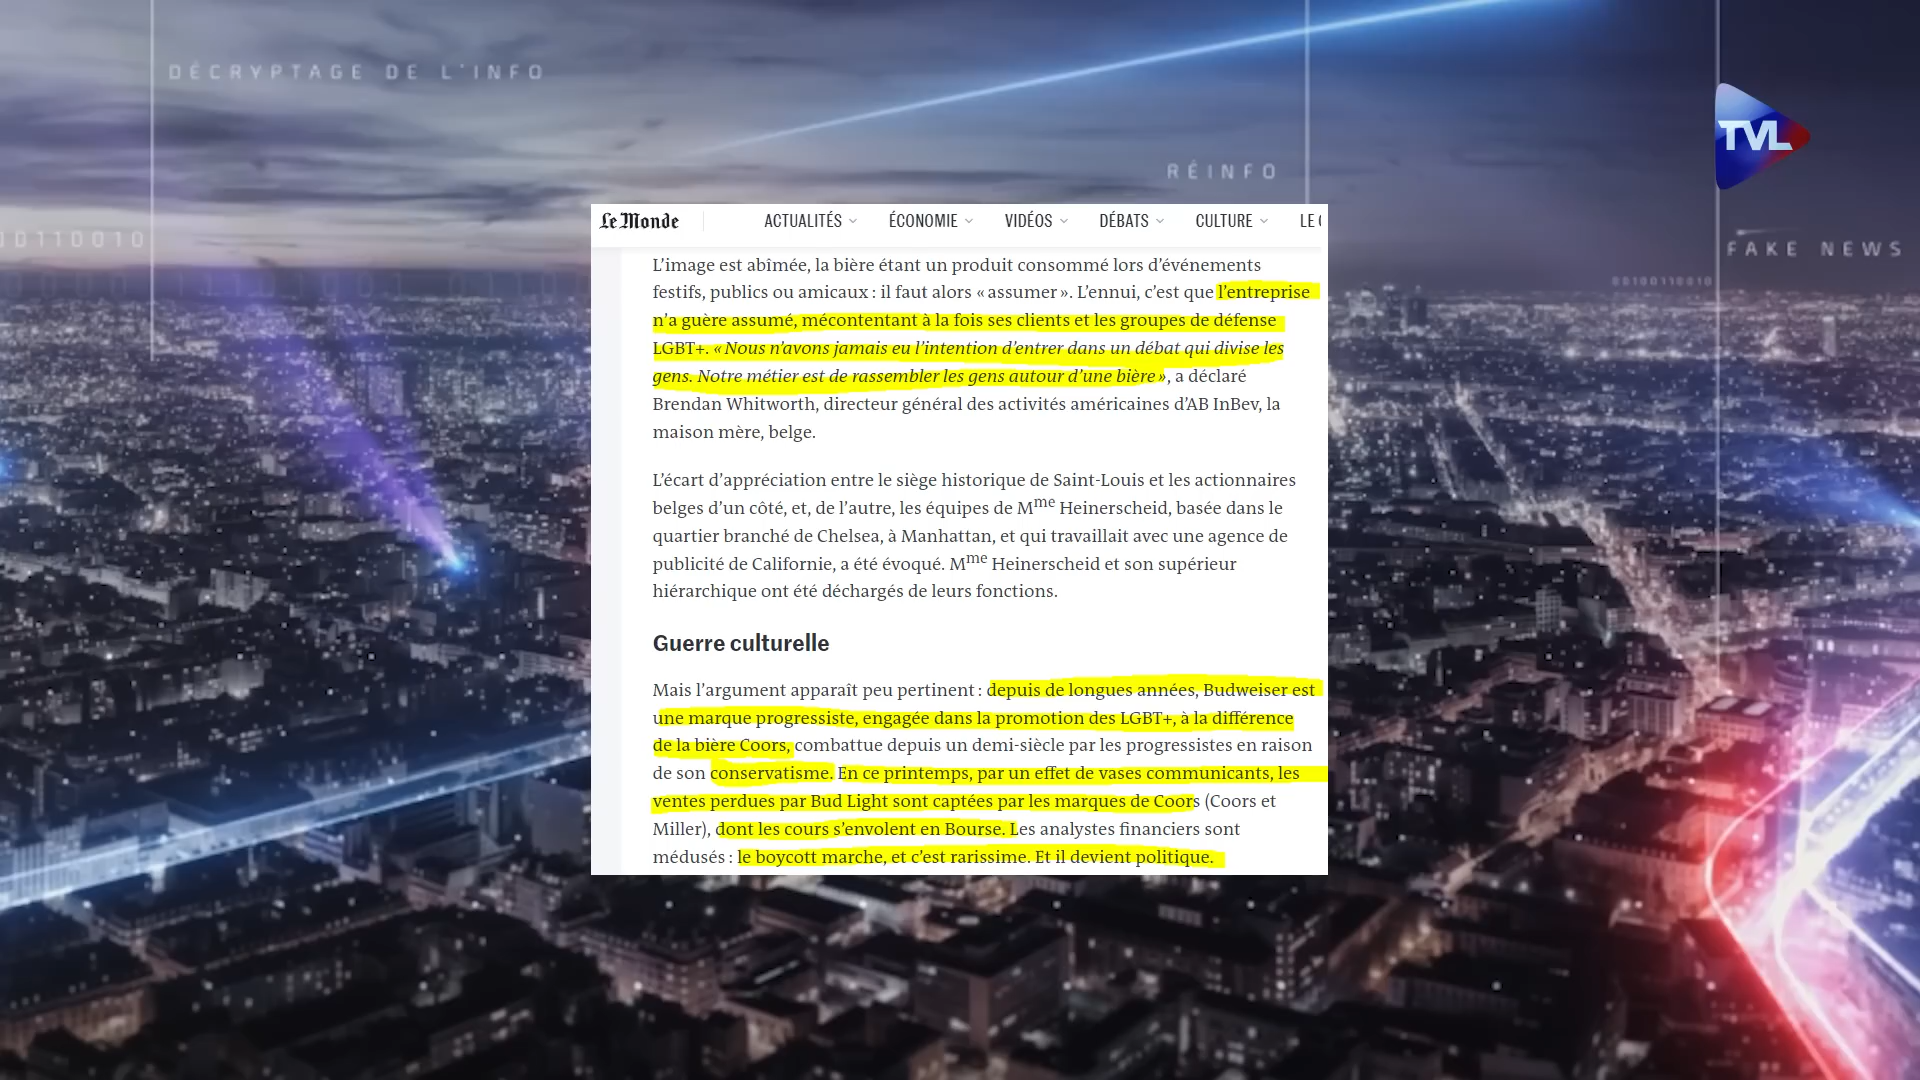 DÉCRYPTAGE DE L'INFO
TVL
RÉINFO
Le Monde
ACTUALITÉS
ÉCONOMIE
VIDÉOS
DÉBATS
CULTURE
LE
00110010
FAKE NEWS
00100110010
L'image est abîmée, la bière étant un produit consommé lors d'événements
festifs, publics ou amicaux : il faut alors « assumer ». L'ennui, c'est que l'entreprise
n'a guère assumé, mécontentant à la fois ses clients et les groupes de défense
LGBT+. « Nous n'avons jamais eu l'intention d'entrer dans un débat qui divise les
gens. Notre métier est de rassembler les gens autour d'une bière », a déclaré
Brendan Whitworth, directeur général des activités américaines d'AB InBev, la
maison mère, belge.
L'écart d'appréciation entre le siège historique de Saint-Louis et les actionnaires
belges d'un côté, et, de l'autre, les équipes de Mme Heinerscheid, basée dans le
quartier branché de Chelsea, à Manhattan, et qui travaillait avec une agence de
publicité de Californie, a été évoqué. Mme Heinerscheid et son supérieur
hiérarchique ont été déchargés de leurs fonctions.
Guerre culturelle
Mais l'argument apparaît peu pertinent : depuis de longues années, Budweiser est
une marque progressiste, engagée dans la promotion des LGBT+, à la différence
de la bière Coors, combattue depuis un demi-siècle par les progressistes en raison
de son conservatisme. En ce printemps, par un effet de vases communicants, les
ventes perdues par Bud Light sont captées par les marques de Coors (Coors et
Miller), dont les cours s'envolent en Bourse. Les analystes financiers sont
médusés : le boycott marche, et c'est rarissime. Et il devient politique.